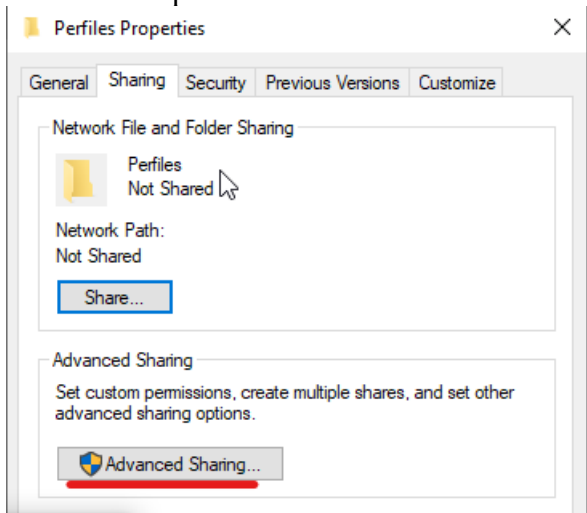 Perfiles Properties
General Sharing Security Previous Versions Customize
Network File and Folder Sharing
Perfiles
Not Shared
Network Path:
Not Shared
Share...
Advanced Sharing
Set custom permissions, create multiple shares, and set other
advanced sharing options.
Advanced Sharing...